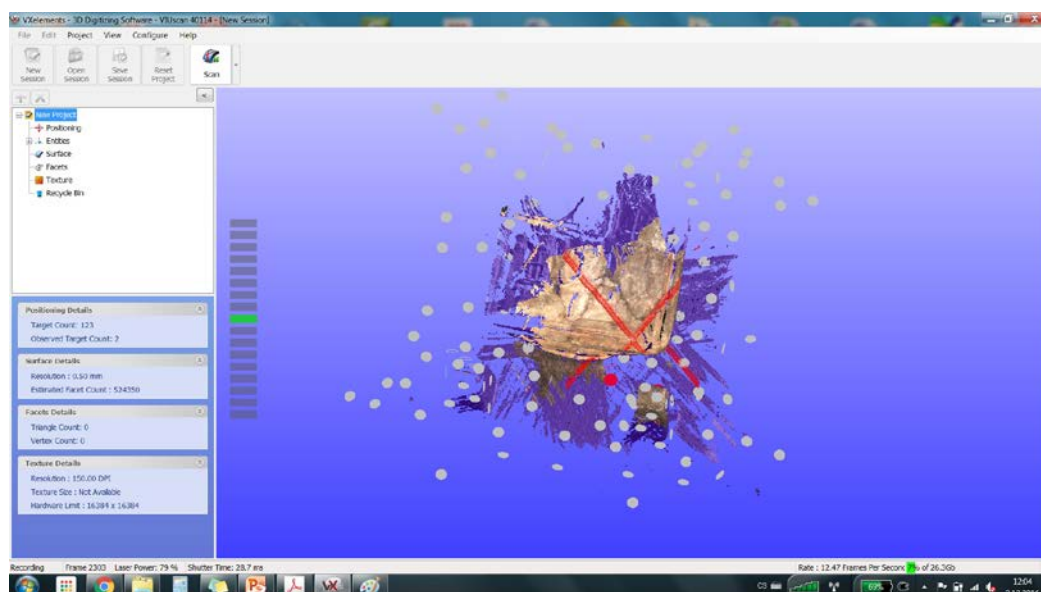 VXelements - 3D Digitizing Software - VIUscan 40114 - [New Session]
File Edit Project View Configure Help
New Session
Open Session
Save Session
Reset Project
Scan
New Project
Positioning
Entities
Surface
Facets
Texture
Recycle Bin
Positioning Details
Target Count: 123
Observed Target Count: 2
Surface Details
Resolution : 0.50 mm
Estimated Facet Count : 524350
Facets Details
Triangle Count: 0
Vertex Count: 0
Texture Details
Resolution : 150.00 DPI
Texture Size : Not Available
Hardware Limit : 16384 x 16384
Recording Frame 2303 Laser Power: 79 % Shutter Time: 28.7 ms Rate : 12.47 Frames Per Second 7% of 26.3Gb
CS 69% 12:04